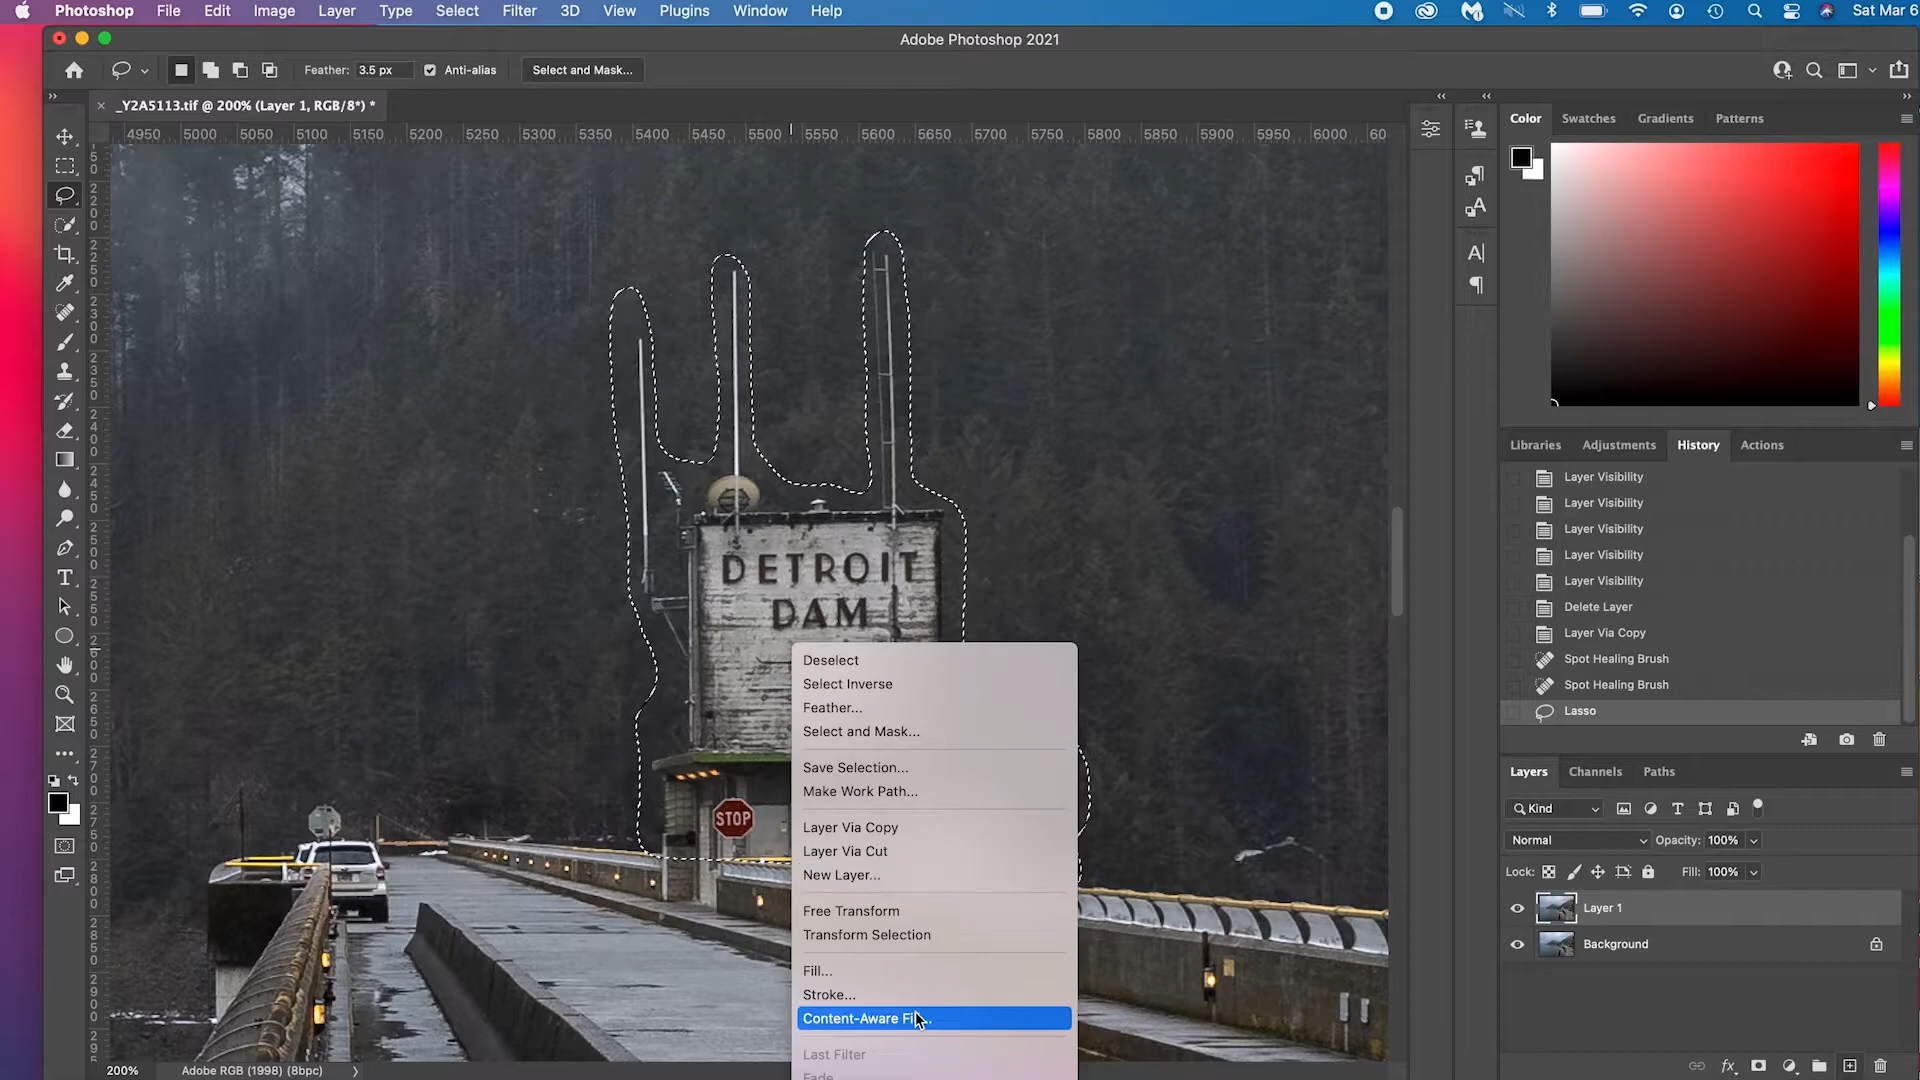 Photoshop File Edit Image Layer Type Select Filter 3D View Plugins Window Help Sat Mar 6
Adobe Photoshop 2021
Feather: 3.5 px Anti-alias Select and Mask...
_Y2A5113.tif @ 200% (Layer 1, RGB/8*) *
4950 5000 5050 5100 5150 5200 5250 5300 5350 5400 5450 5500 5550 5600 5650 5700 5750 5800 5850 5900 5950 6000 60
Color Swatches Gradients Patterns
DETROIT
DAM
STOP
Deselect
Select Inverse
Feather...
Select and Mask...
Save Selection...
Make Work Path...
Layer Via Copy
Layer Via Cut
New Layer...
Free Transform
Transform Selection
Fill...
Stroke...
Content-Aware
Last Filter
Fade
Libraries Adjustments History Actions
Layer Visibility
Layer Visibility
Layer Visibility
Layer Visibility
Layer Visibility
Delete Layer
Layer Via Copy
Spot Healing Brush
Spot Healing Brush
Lasso
Layers Channels Paths
Kind
Normal Opacity: 100%
Lock: Fill: 100%
Layer 1
Background
200% Adobe RGB (1998) (8bpc)